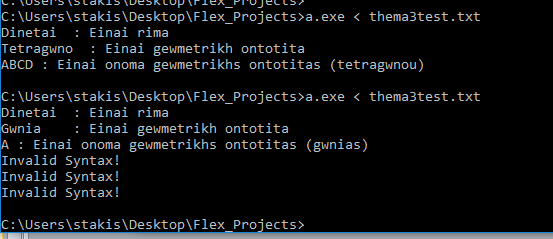 C:\Users\stakis\Desktop\Flex_Projects>
C:\Users\stakis\Desktop\Flex_Projects>a.exe < thema3test.txt
Dinetai  : Einai rima
Tetragwno  : Einai gewmetrikh ontotita
ABCD : Einai onoma gewmetrikhs ontotitas (tetragwnou)
C:\Users\stakis\Desktop\Flex_Projects>a.exe < thema3test.txt
Dinetai  : Einai rima
Gwnia    : Einai gewmetrikh ontotita
A : Einai onoma gewmetrikhs ontotitas (gwnias)
Invalid Syntax!
Invalid Syntax!
Invalid Syntax!
C:\Users\stakis\Desktop\Flex_Projects>